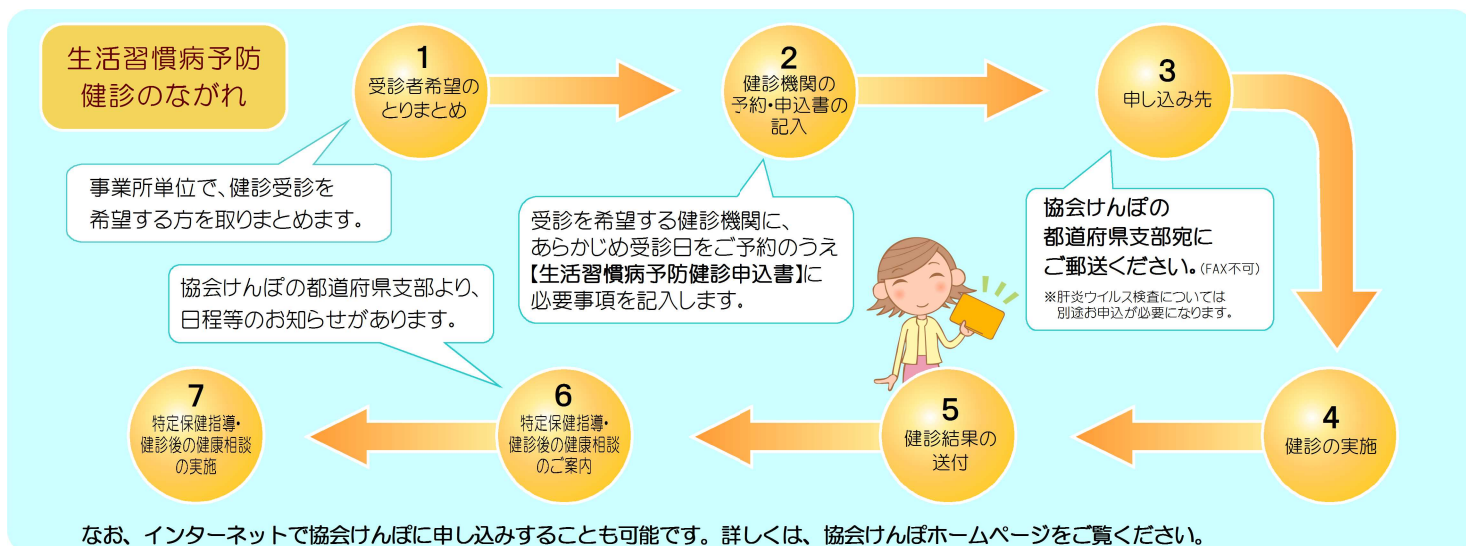 生活習慣病予防
健診のながれ
1
受診者希望の
とりまとめ
事業所単位で、健診受診を
希望する方を取りまとめます。
2
健診機関の
予約・申込書の
記入
受診を希望する健診機関に、
あらかじめ受診日をご予約のうえ
【生活習慣病予防健診申込書】に
必要事項を記入します。
3
申し込み先
協会けんぽの
都道府県支部宛に
ご郵送ください。(FAX不可)
※肝炎ウイルス検査については
別途お申込が必要になります。
4
健診の実施
5
健診結果の
送付
6
特定保健指導・
健診後の健康相談
のご案内
協会けんぽの都道府県支部より、
日程等のお知らせがあります。
7
特定保健指導・
健診後の健康相談
の実施
なお、インターネットで協会けんぽに申し込みすることも可能です。詳しくは、協会けんぽホームページをご覧ください。